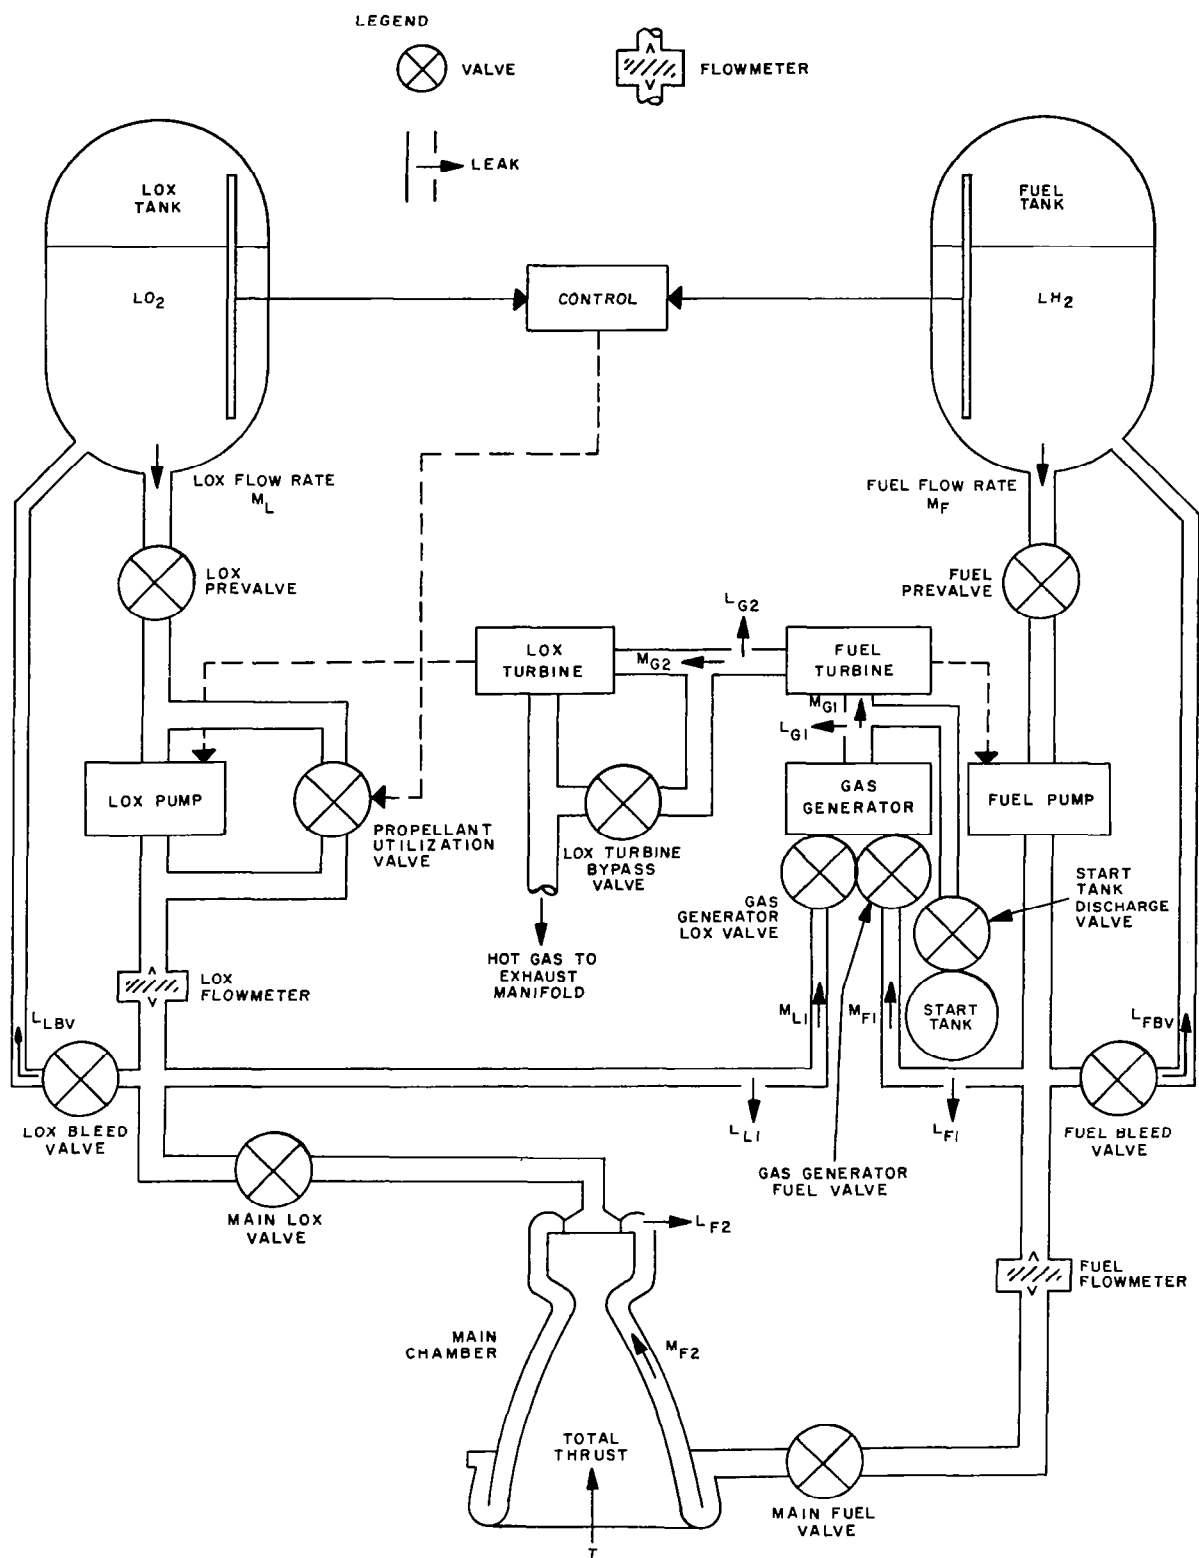 LEGEND
VALVE
FLOWMETER
LEAK
LOX
TANK
FUEL
TANK
LO2
CONTROL
LH2
LOX FLOW RATE
ML
FUEL FLOW RATE
MF
LOX
PREVALVE
FUEL
PREVALVE
LG2
LOX
TURBINE
MG2
FUEL
TURBINE
MG1
LG1
LOX PUMP
PROPELLANT
UTILIZATION
VALVE
LOX TURBINE
BYPASS
VALVE
GAS
GENERATOR
FUEL PUMP
GAS
GENERATOR
LOX VALVE
START
TANK
DISCHARGE
VALVE
HOT GAS TO
EXHAUST
MANIFOLD
LOX
FLOWMETER
ML1
MF1
START
TANK
LLBV
LFBV
LOX BLEED
VALVE
LL1
LF1
FUEL BLEED
VALVE
GAS GENERATOR
FUEL VALVE
MAIN LOX
VALVE
LF2
FUEL
FLOWMETER
MAIN
CHAMBER
MF2
TOTAL
THRUST
MAIN FUEL
VALVE
T